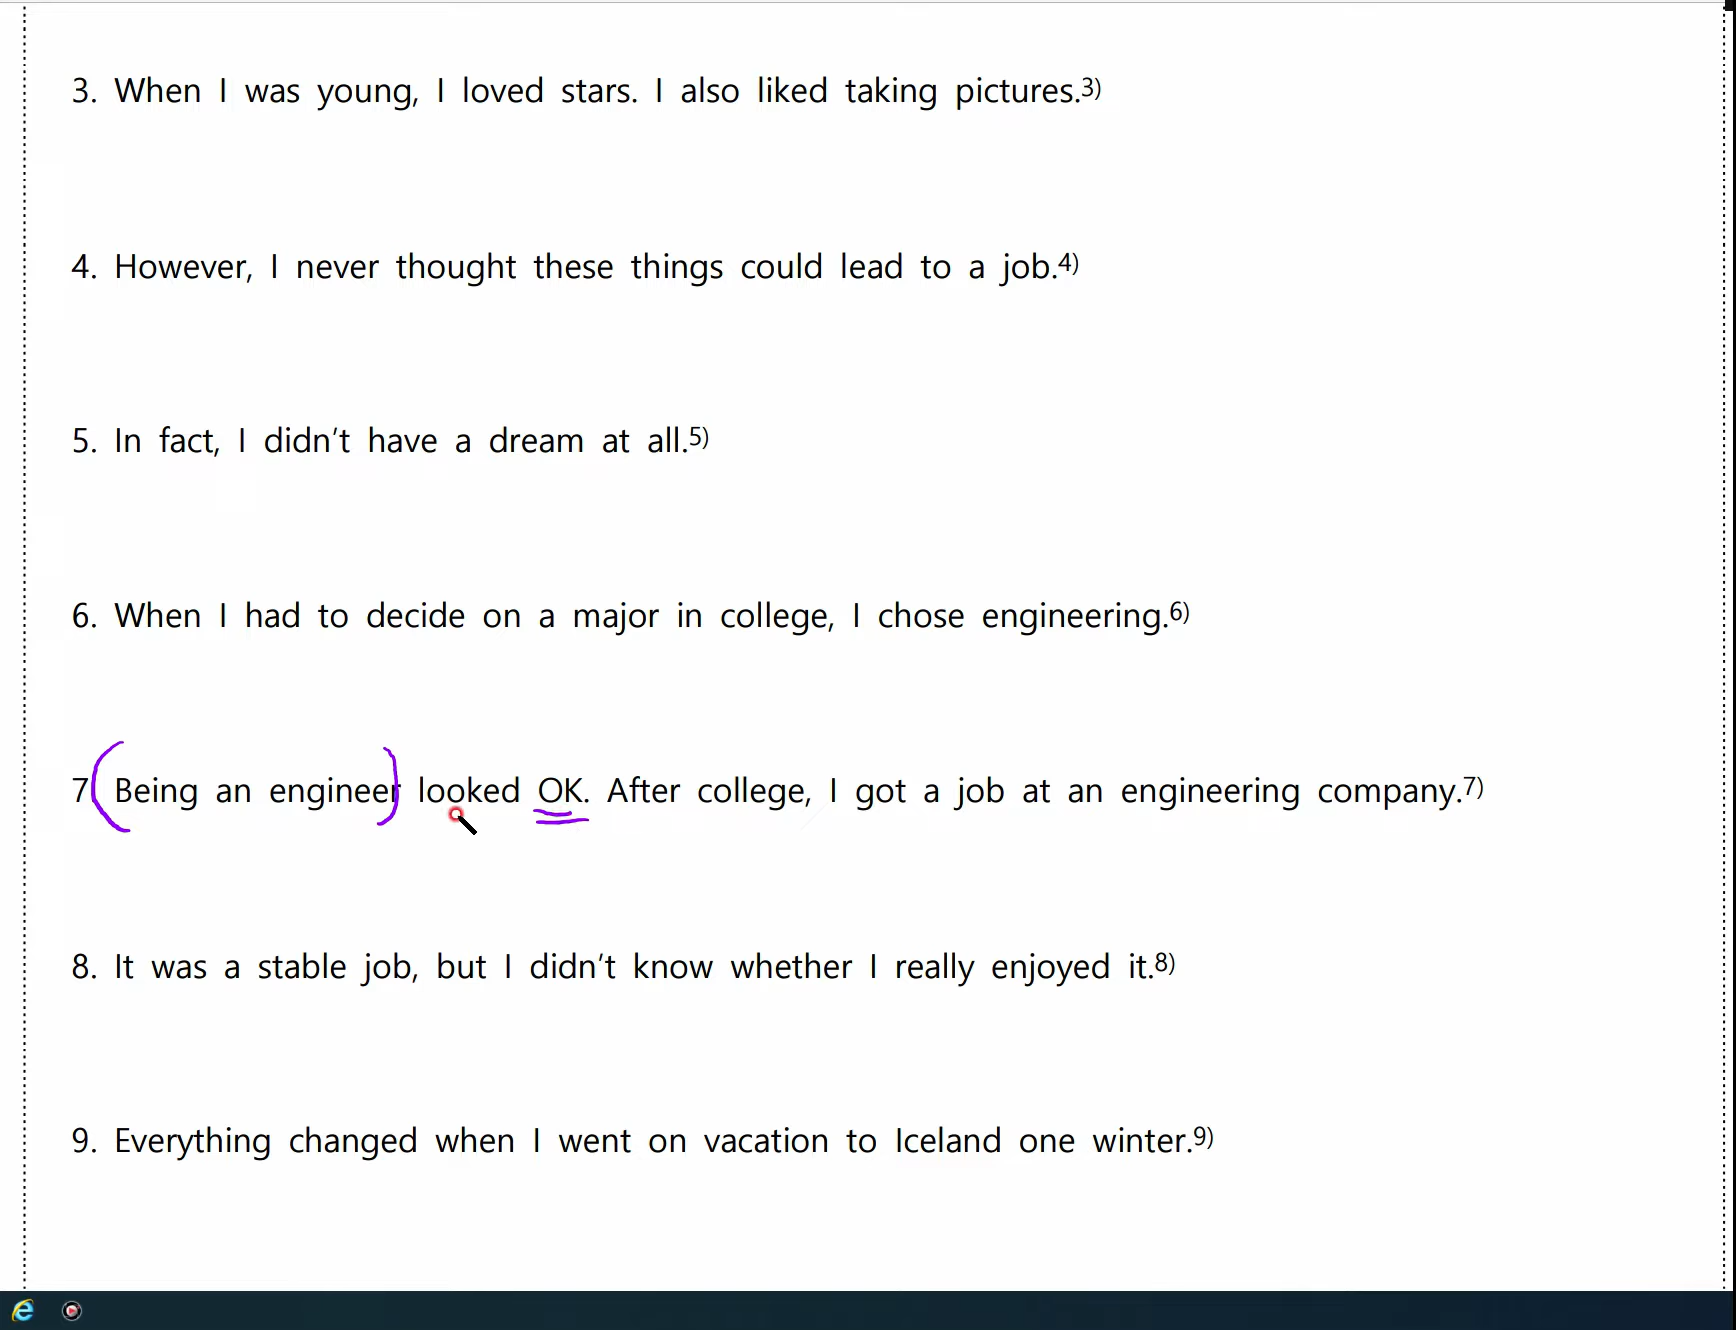 3. When I was young, I loved stars. I also liked taking pictures.3)
4. However, I never thought these things could lead to a job.4)
5. In fact, I didn't have a dream at all.5)
6. When I had to decide on a major in college, I chose engineering.6)
7. (Being an engineer) looked OK. After college, I got a job at an engineering company.7)
8. It was a stable job, but I didn't know whether I really enjoyed it.8)
9. Everything changed when I went on vacation to Iceland one winter.9)